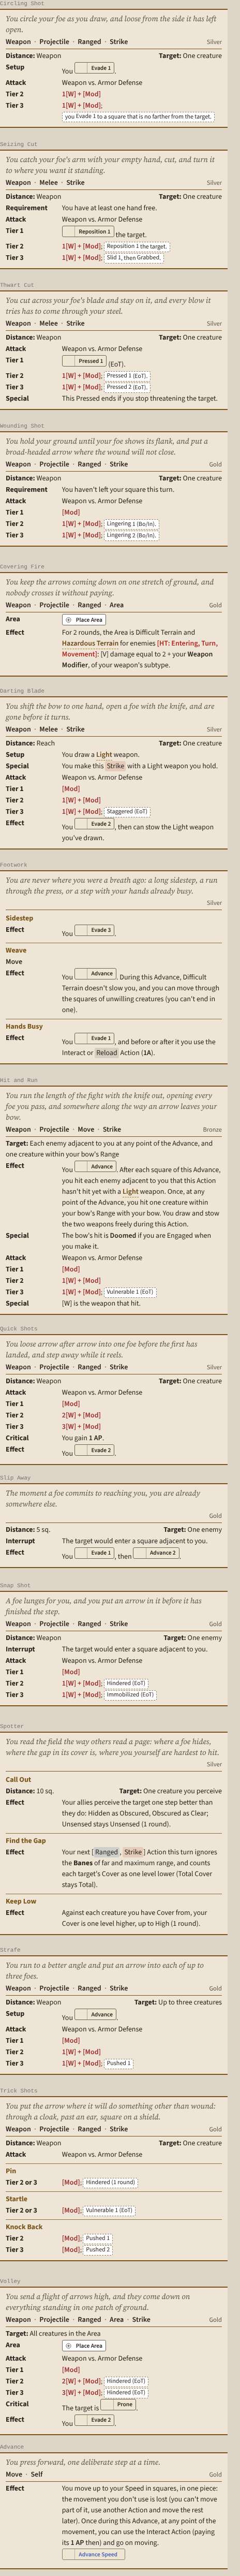 Circling Shot
You circle your foe as you draw, and loose from the side it has left
open.
Weapon · Projectile · Ranged · Strike Silver
Distance: Weapon Target: One creature
Setup You Evade 1.
Attack Weapon vs. Armor Defense
Tier 2 1[W] + [Mod]
Tier 3 1[W] + [Mod];
you Evade 1 to a square that is no farther from the target.
Seizing Cut
You catch your foe's arm with your empty hand, cut, and turn it
to where you want standing.
Weapon · Melee · Strike Silver
Distance: Weapon Target: One creature
Requirement You have at least one hand free.
Attack Weapon vs. Armor Defense
Tier 1 Reposition 1 the target.
Tier 2 1[W] + [Mod]; Reposition 1 the target.
Tier 3 1[W] + [Mod]; Slid 1, then Grabbed.
Thwart Cut
You cut across your foe's blade and stay on it, and every blow it
tries has to come through your steel.
Weapon · Melee · Strike Silver
Distance: Weapon Target: One creature
Attack Weapon vs. Armor Defense
Tier 1 Pressed 1 (EoT).
Tier 2 1[W] + [Mod]; Pressed 1 (EoT).
Tier 3 1[W] + [Mod]; Pressed 2 (EoT).
Special This Pressed ends if you stop threatening the target.
Wounding Shot
You hold your ground until your foe shows its flank, and put a
broad-headed arrow where the wound will not close.
Weapon · Projectile · Ranged · Strike Gold
Distance: Weapon Target: One creature
Requirement You haven't left your square this turn.
Attack Weapon vs. Armor Defense
Tier 1 [Mod]
Tier 2 1[W] + [Mod]; Lingering 1 (Bo/In).
Tier 3 1[W] + [Mod]; Lingering 2 (Bo/In).
Covering Fire
You keep the arrows coming down on one stretch of ground, and
nobody crosses it without paying.
Weapon · Projectile · Ranged · Area Gold
Area Place Area
Effect For 2 rounds, the Area is Difficult Terrain and
Hazardous Terrain for enemies [HT: Entering, Turn,
Movement]: [V] damage equal to 2 + your Weapon
Modifier, of your weapon's subtype.
Darting Blade
You shift the bow to one hand, open a foe with the knife, and are
gone before it turns.
Weapon · Melee · Strike Silver
Distance: Reach Target: One creature
Setup You draw a Light weapon.
Special You make this Strike with a Light weapon you hold.
Attack Weapon vs. Armor Defense
Tier 1 [Mod]
Tier 2 1[W] + [Mod]
Tier 3 1[W] + [Mod]; Staggered (EoT)
Effect You Evade 2, then can stow the Light weapon
you've drawn.
Footwork
You are never where you were a breath ago: a long sidestep, a run
through the press, or a step with your hands already busy.
Silver
Sidestep
Effect You Evade 3.
Weave
Move
Effect You Advance. During this Advance, Difficult
Terrain doesn't slow you, and you can move through
the squares of unwilling creatures (you can't end in
one).
Hands Busy
Effect You Evade 1, and before or after it you use the
Interact or Reload Action (1A).
Hit and Run
You run the length of the fight with the knife out, opening every
foe you pass, and somewhere along the way an arrow leaves your
bow.
Weapon · Projectile · Move · Strike Bronze
Target: Each enemy adjacent to you at any point of the Advance, and
one creature within your bow's Range
Effect You Advance. After each square of this Advance,
you hit each enemy adjacent to you that this Action
hasn't hit yet with a Light weapon. Once, at any
point of the Advance, you hit one creature within
your bow's Range with your bow. You draw and stow
the two weapons freely during this Action.
Special The bow's hit is Doomed if you are Engaged when
you make it.
Attack Weapon vs. Armor Defense
Tier 1 [Mod]
Tier 2 1[W] + [Mod]
Tier 3 1[W] + [Mod]; Vulnerable 1 (EoT)
Special [W] is the weapon that hit.
Quick Shots
You loose arrow after arrow into one foe before the first has
landed, and step away while it reels.
Weapon · Projectile · Ranged · Strike Silver
Distance: Weapon Target: One creature
Attack Weapon vs. Armor Defense
Tier 1 [Mod]
Tier 2 2[W] + [Mod]
Tier 3 3[W] + [Mod]
Critical You gain 1 AP.
Effect You Evade 2.
Slip Away
The moment a foe commits to reaching you, you are already
somewhere else.
Gold
Distance: 5 sq. Target: One enemy
Interrupt The target would enter a square adjacent to you.
Effect You Evade 1, then Advance 2.
Snap Shot
A foe lunges for you, and you put an arrow in it before it has
finished the step.
Weapon · Projectile · Ranged · Strike Gold
Distance: Weapon Target: One enemy
Interrupt The target would enter a square adjacent to you.
Attack Weapon vs. Armor Defense
Tier 1 [Mod]
Tier 2 1[W] + [Mod]; Hindered (EoT)
Tier 3 1[W] + [Mod]; Immobilized (EoT)
Spotter
You read the field the way others read a page: where a foe hides,
where the gap in its cover is, where you yourself are hardest to hit.
Silver
Call Out
Distance: 10 sq. Target: One creature you perceive
Effect Your allies perceive the target one step better than
they do: Hidden as Obscured, Obscured as Clear;
Unsensed stays Unsensed (1 round).
Find the Gap
Effect Your next [Ranged, Strike] Action this turn ignores
the Banes of far and maximum range, and counts
each target's Cover as one level lower (Total Cover
stays Total).
Keep Low
Effect Against each creature you have Cover from, your
Cover is one level higher, up to High (1 round).
Strafe
You run to a better angle and put an arrow into each of up to
three foes.
Weapon · Projectile · Ranged · Strike Gold
Distance: Weapon Target: Up to three creatures
Setup You Advance.
Attack Weapon vs. Armor Defense
Tier 1 [Mod]
Tier 2 1[W] + [Mod]
Tier 3 1[W] + [Mod]; Pushed 1
Trick Shots
You put the arrow where it will do something other than wound:
through a cloak, past an ear, square on a shield.
Weapon · Projectile · Ranged · Strike Gold
Distance: Weapon Target: One creature
Attack Weapon vs. Armor Defense
Pin
Tier 2 or 3 [Mod]; Hindered (1 round)
Startle
Tier 2 or 3 [Mod]; Vulnerable 1 (EoT)
Knock Back
Tier 2 [Mod]; Pushed 1
Tier 3 [Mod]; Pushed 2
Volley
You send a flight of arrows high, and they come down on
everything standing in one patch of ground.
Weapon · Projectile · Ranged · Area · Strike Gold
Target: All creatures in the Area
Area Place Area
Attack Weapon vs. Armor Defense
Tier 1 [Mod]
Tier 2 2[W] + [Mod]; Hindered (EoT)
Tier 3 3[W] + [Mod]; Hindered (EoT)
Critical The target is Prone.
Effect You Evade 2.
Advance
You press forward, one deliberate step at a time.
Move · Self Gold
Effect You move up to your Speed in squares, in one piece:
the movement you don't use is lost (you can't move
part of it, use another Action and move the rest
later). Once during this Advance, at any point of the
movement, you can use the Interact Action (paying
its 1 AP then) and go on moving.
Advance Speed